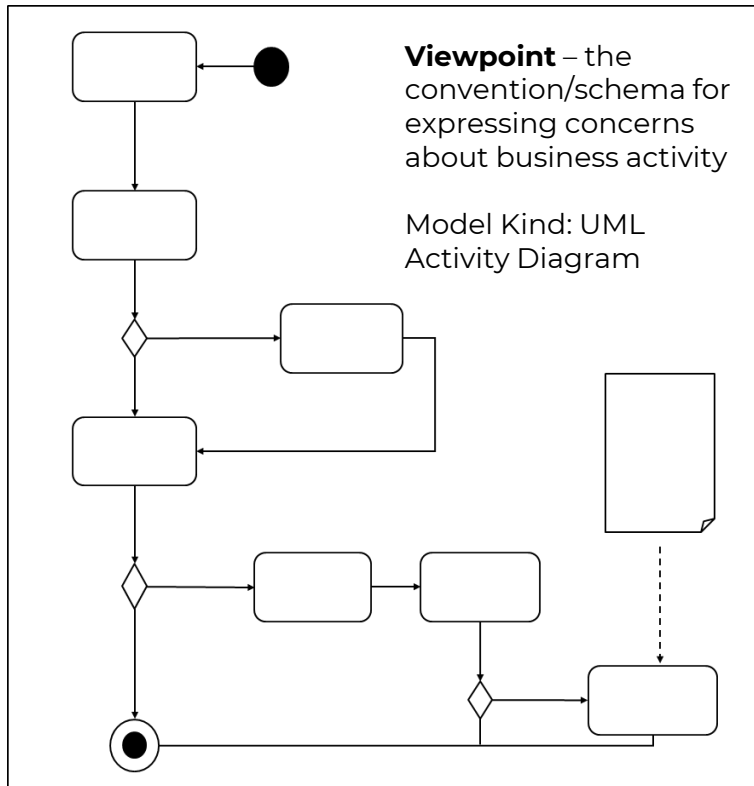 Viewpoint – the
convention/schema for
expressing concerns
about business activity
Model Kind: UML
Activity Diagram